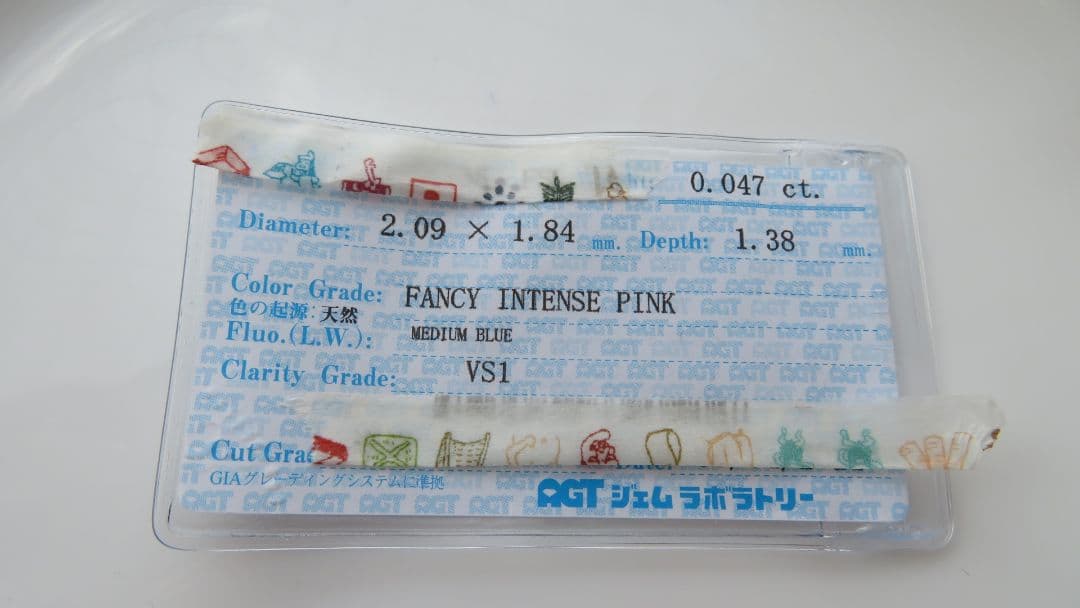 0.047 ct.
Diameter: 2.09 × 1.84 mm. Depth: 1.38 mm.
Color Grade: FANCY INTENSE PINK
色の起源: 天然
Fluo.(L.W.): MEDIUM BLUE
Clarity Grade: VS1
Cut
GIAグレーディングシステムに準拠
AGT ジェム ラボラトリー